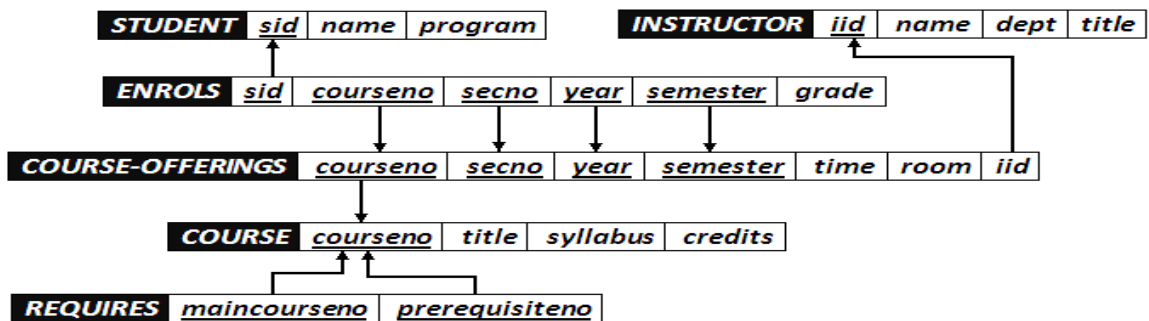 STUDENT sid name program INSTRUCTOR iid name dept title
ENROLS sid courseno secno year semester grade
COURSE-OFFERINGS courseno secno year semester time room iid
COURSE courseno title syllabus credits
REQUIRES maincourseno prerequisiteno